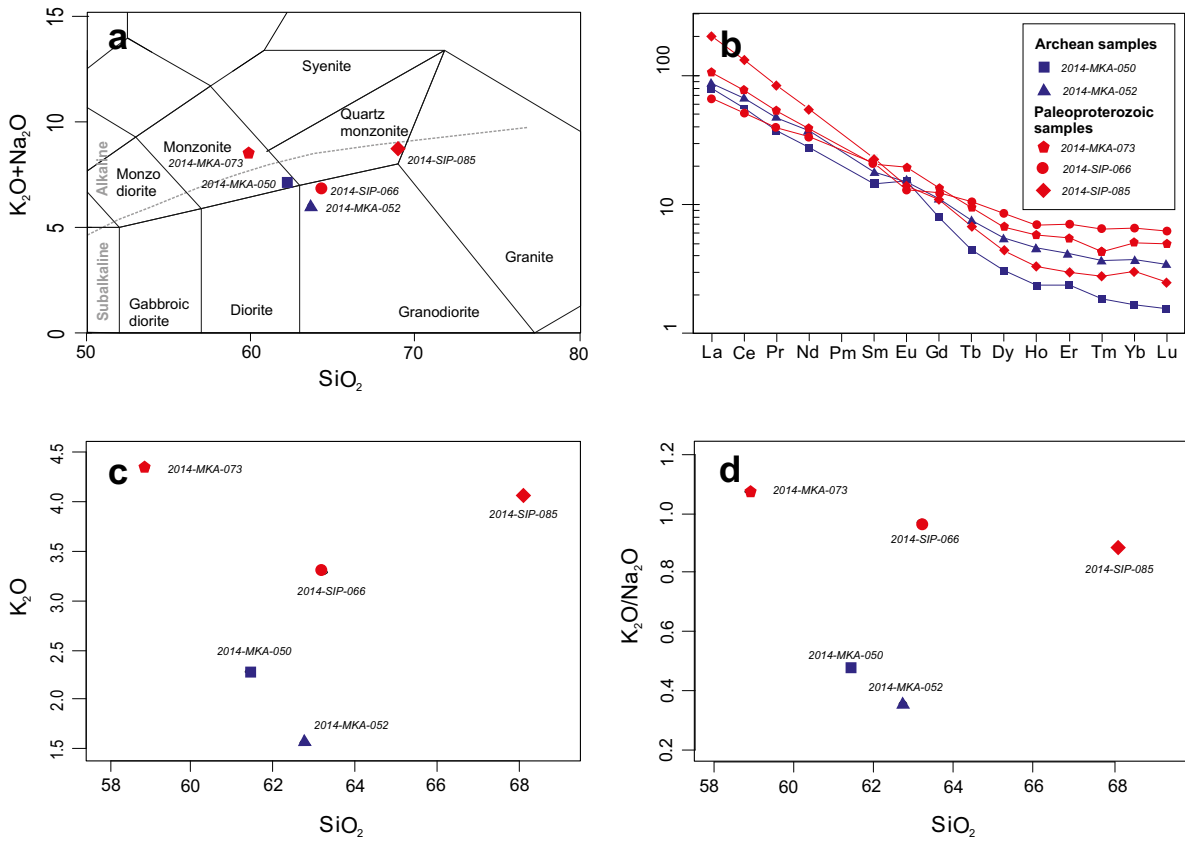 a
K₂O+Na₂O
15
10
5
0
Alkaline
Subalkaline
Syenite
Quartz
monzonite
Monzonite
2014-MKA-073
2014-SIP-085
Monzo
diorite
2014-MKA-050
2014-SIP-066
2014-MKA-052
Granite
Gabbroic
diorite
Diorite
Granodiorite
50
60
70
80
SiO₂
b
100
10
1
Archean samples
2014-MKA-050
2014-MKA-052
Paleoproterozoic
samples
2014-MKA-073
2014-SIP-066
2014-SIP-085
La Ce Pr Nd Pm Sm Eu Gd Tb Dy Ho Er Tm Yb Lu
c
K₂O
4.5
4.0
3.5
3.0
2.5
2.0
1.5
2014-MKA-073
2014-SIP-085
2014-SIP-066
2014-MKA-050
2014-MKA-052
58 60 62 64 66 68
SiO₂
d
K₂O/Na₂O
1.2
1.0
0.8
0.6
0.4
0.2
2014-MKA-073
2014-SIP-066
2014-SIP-085
2014-MKA-050
2014-MKA-052
58 60 62 64 66 68
SiO₂